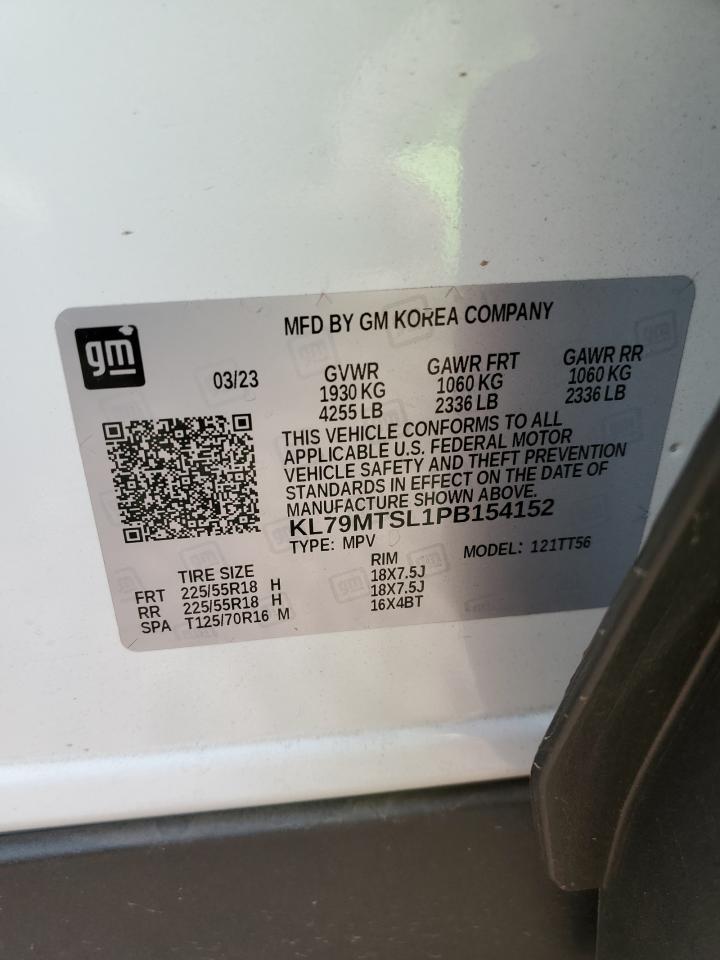 gm
MFD BY GM KOREA COMPANY
03/23
GVWR GAWR FRT GAWR RR
1930 KG 1060 KG 1060 KG
4255 LB 2336 LB 2336 LB
THIS VEHICLE CONFORMS TO ALL
APPLICABLE U.S. FEDERAL MOTOR
VEHICLE SAFETY AND THEFT PREVENTION
STANDARDS IN EFFECT ON THE DATE OF
MANUFACTURE SHOWN ABOVE.
KL79MTSL1PB154152
TYPE: MPV MODEL: 121TT56
TIRE SIZE RIM
FRT 225/55R18 H 18X7.5J
RR 225/55R18 H 18X7.5J
SPA T125/70R16 M 16X4BT